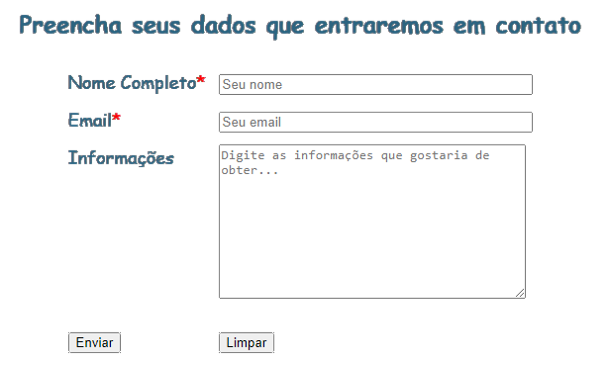 Preencha seus dados que entraremos em contato
Nome Completo* Seu nome
Email* Seu email
Informações Digite as informações que gostaria de
obter...
Enviar Limpar